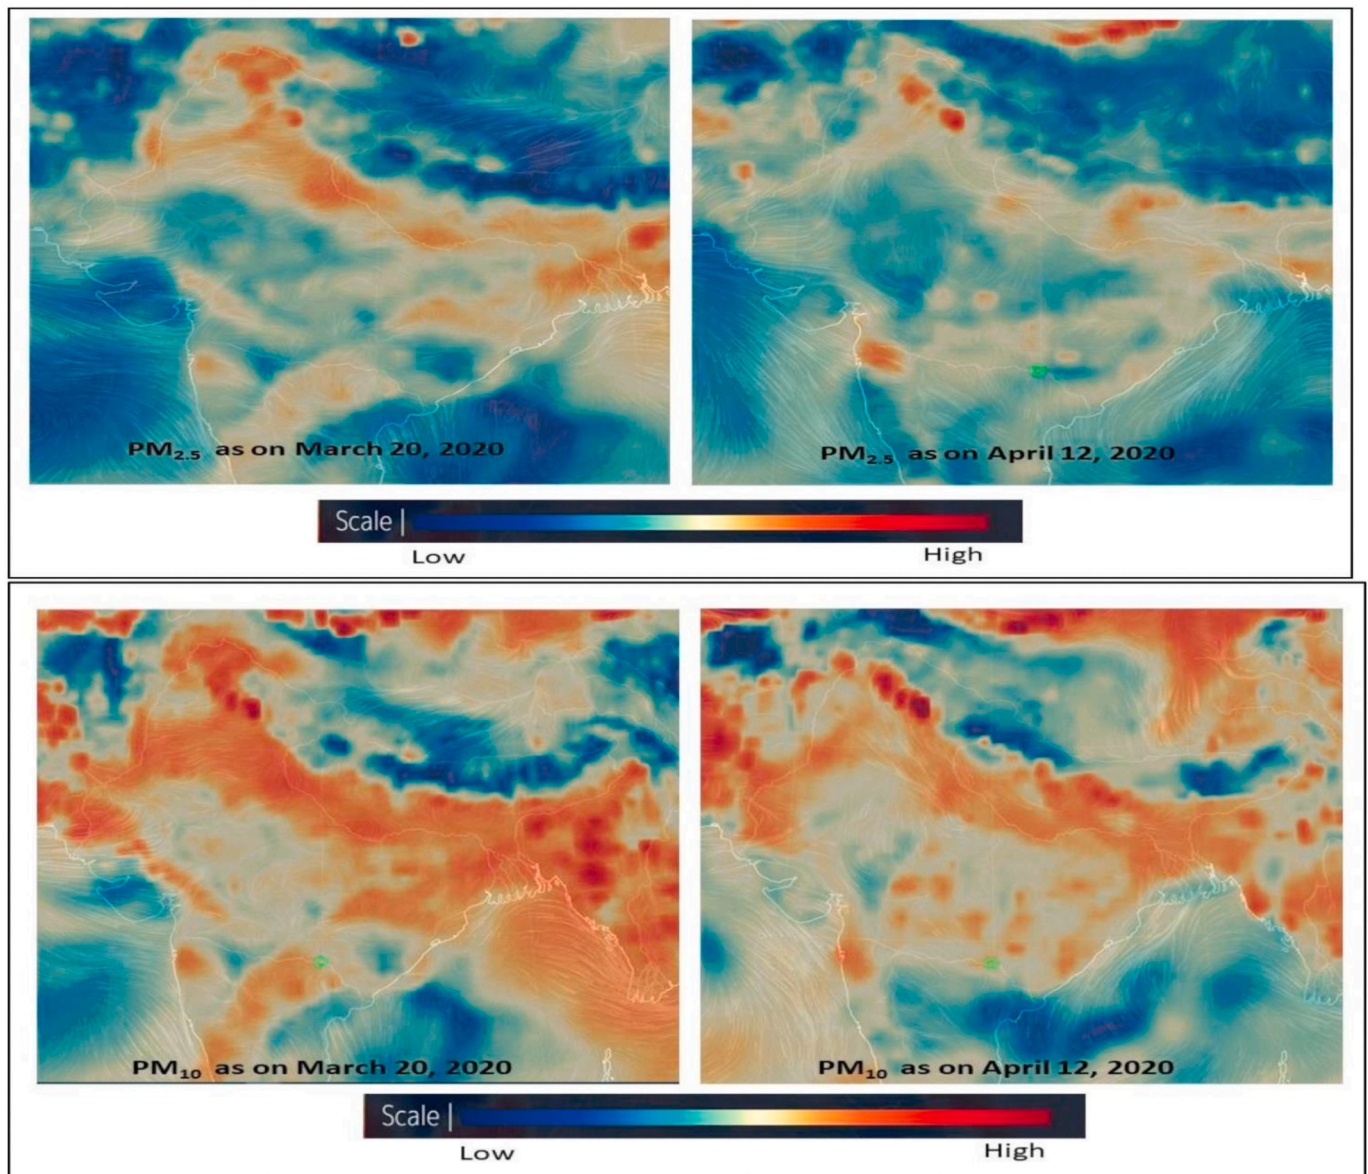 PM₂.₅ as on March 20, 2020
PM₂.₅ as on April 12, 2020
Scale |
Low
High
PM₁₀ as on March 20, 2020
PM₁₀ as on April 12, 2020
Scale |
Low
High